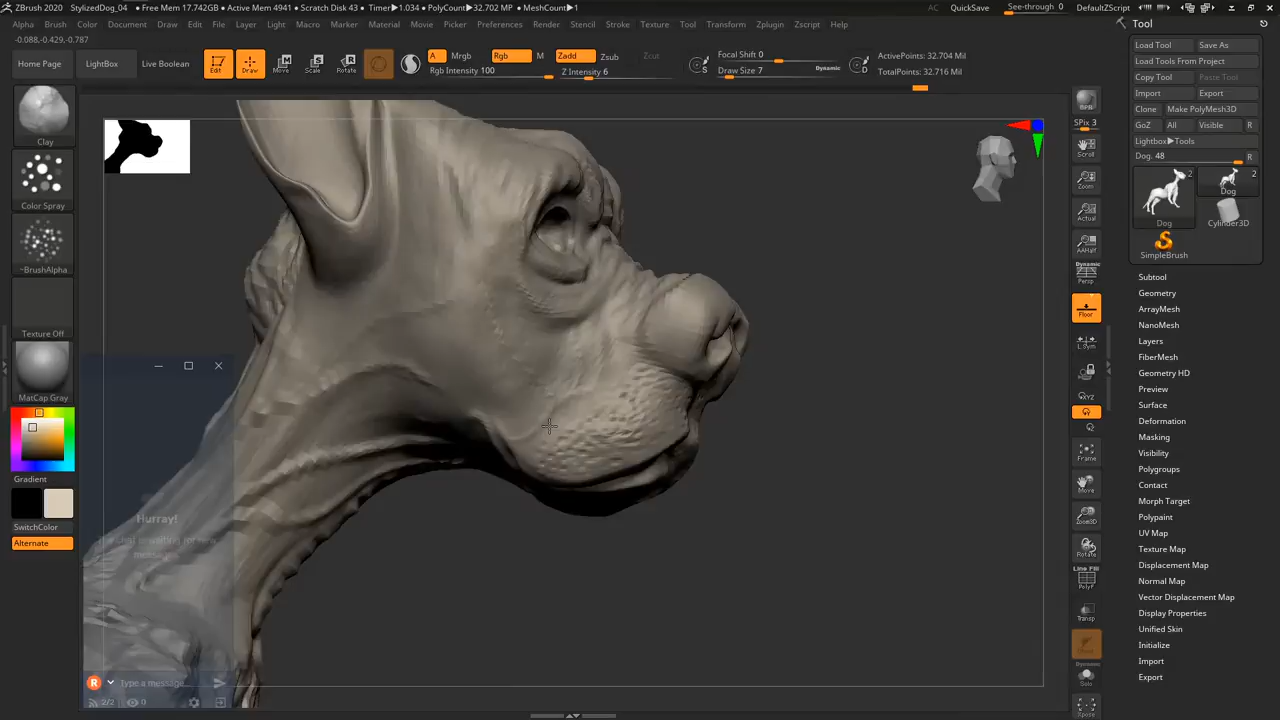 ZBrush 2020 StylizedDog_04 • Free Mem 17.742GB • Active Mem 4941 • Scratch Disk 43 • Timer▶1.034 • PolyCount▶32.702 MP • MeshCount▶1 AC QuickSave See-through 0 DefaultZScript
Alpha Brush Color Document Draw Edit File Layer Light Macro Marker Material Movie Picker Preferences Render Stencil Stroke Texture Tool Transform Zplugin Zscript Help
-0.088,-0.429,-0.787
Home Page
LightBox
Live Boolean
Edit
Draw
Move
Scale
Rotate
A Mrgb
Rgb M
Rgb Intensity 100
Zadd Zsub Zcut
Z Intensity 6
S
Focal Shift 0
Draw Size 7 Dynamic
D
ActivePoints: 32.704 Mil
TotalPoints: 32.716 Mil
Clay
Color Spray
~BrushAlpha
Texture Off
MatCap Gray
Gradient
SwitchColor
Alternate
Hurray!
messages.
R Type a message
2/2 0
BPR
SPix 3
Scroll
Zoom
Actual
AAHalf
Dynamic
Persp
Floor
L.Sym
XYZ
Y
Z
Frame
Move
Zoom3D
Rotate
Line Fill
PolyF
Transp
Dynamic
Solo
Xpose
Tool
Load Tool Save As
Load Tools From Project
Copy Tool Paste Tool
Import Export
Clone Make PolyMesh3D
GoZ All Visible R
Lightbox▶Tools
Dog. 48 R
2 2
Dog
Dog
Cylinder3D
SimpleBrush
Subtool
Geometry
ArrayMesh
NanoMesh
Layers
FiberMesh
Geometry HD
Preview
Surface
Deformation
Masking
Visibility
Polygroups
Contact
Morph Target
Polypaint
UV Map
Texture Map
Displacement Map
Normal Map
Vector Displacement Map
Display Properties
Unified Skin
Initialize
Import
Export